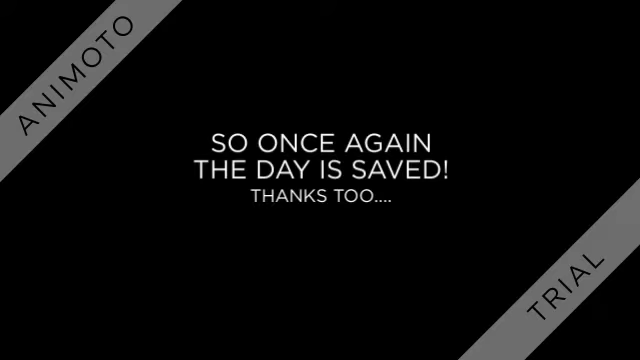 ANIMOTO
SO ONCE AGAIN
THE DAY IS SAVED!
THANKS TOO....
TRIAL